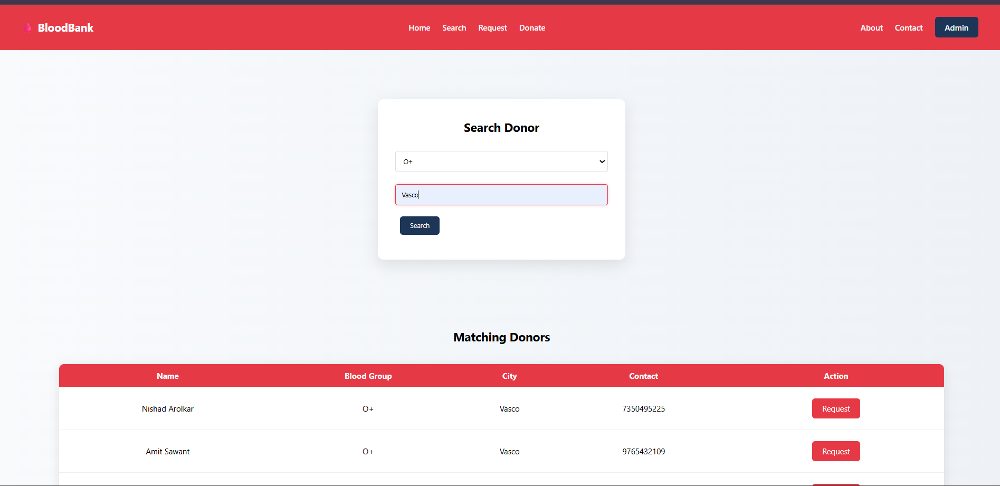 BloodBank Home Search Request Donate About Contact Admin
Search Donor
O+
Vasco
Search
Matching Donors
Name Blood Group City Contact Action
Nishad Arolkar O+ Vasco 7350495225 Request
Amit Sawant O+ Vasco 9765432109 Request